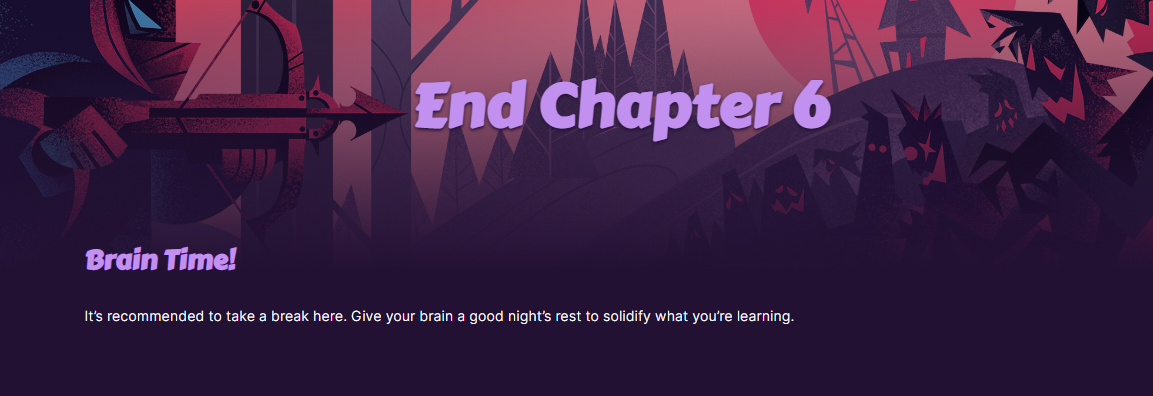 End Chapter 6
Brain Time!
It’s recommended to take a break here. Give your brain a good night’s rest to solidify what you’re learning.